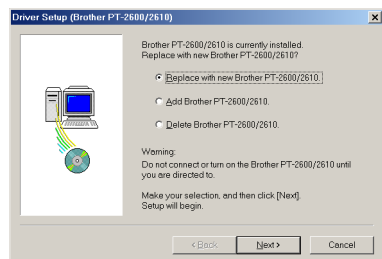 Driver Setup (Brother PT-2600/2610)
Brother PT-2600/2610 is currently installed.
Replace with new Brother PT-2600/2610?
Replace with new Brother PT-2600/2610.
Add Brother PT-2600/2610.
Delete Brother PT-2600/2610.
Warning:
Do not connect or turn on the Brother PT-2600/2610 until
you are directed to.
Make your selection, and then click [Next].
Setup will begin.
< Back
Next >
Cancel